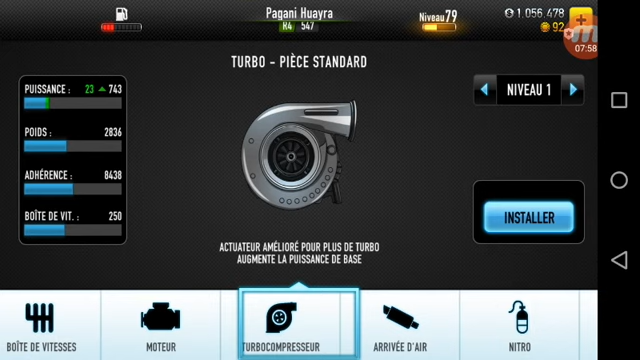 Pagani Huayra
R4 547
Niveau 79
1,056,478
92
07:58
TURBO - PIÈCE STANDARD
PUISSANCE : 23 743
POIDS : 2836
ADHÉRENCE : 8438
BOÎTE DE VIT. : 250
NIVEAU 1
INSTALLER
ACTUATEUR AMÉLIORÉ POUR PLUS DE TURBO
AUGMENTE LA PUISSANCE DE BASE
BOÎTE DE VITESSES
MOTEUR
TURBOCOMPRESSEUR
ARRIVÉE D'AIR
NITRO